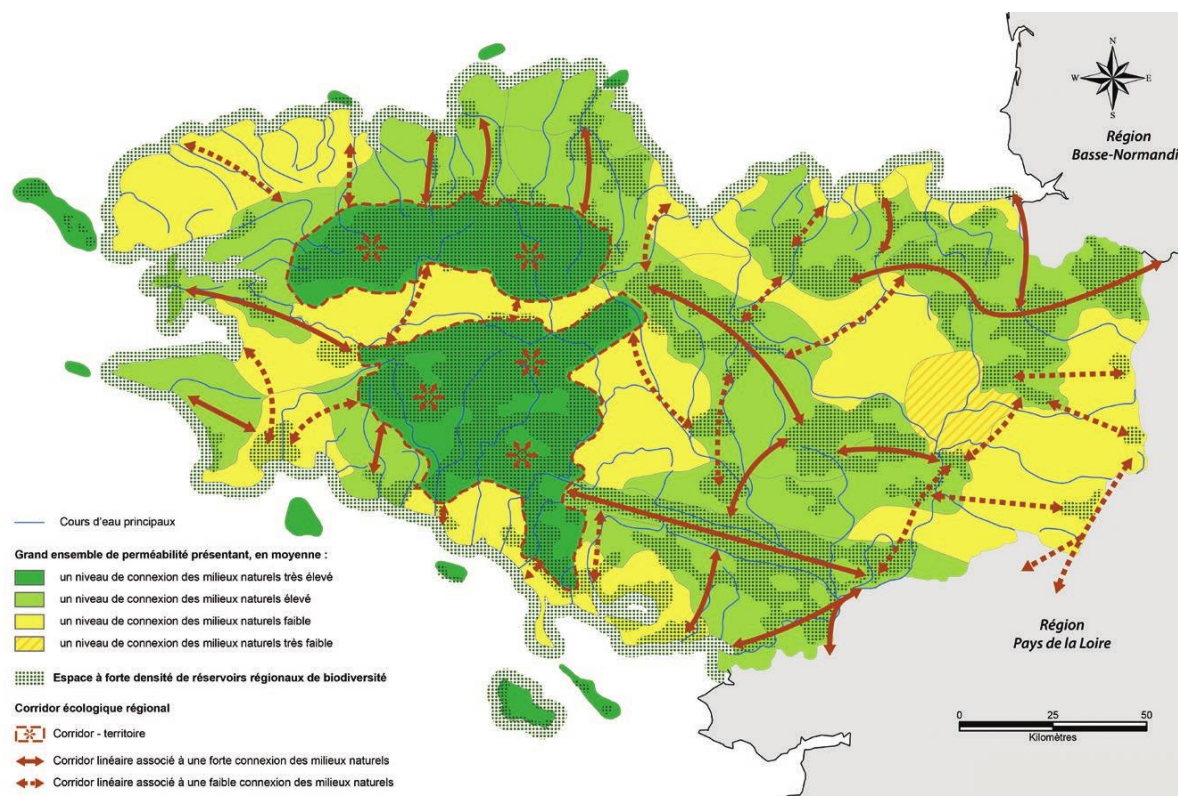 N
W
E
S
Région
Basse-Normandi
Cours d'eau principaux
Grand ensemble de perméabilité présentant, en moyenne :
un niveau de connexion des milieux naturels très élevé
un niveau de connexion des milieux naturels élevé
un niveau de connexion des milieux naturels faible
un niveau de connexion des milieux naturels très faible
Espace à forte densité de réservoirs régionaux de biodiversité
Corridor écologique régional
Corridor - territoire
Corridor linéaire associé à une forte connexion des milieux naturels
Corridor linéaire associé à une faible connexion des milieux naturels
Région
Pays de la Loire
0 25 50
Kilomètres